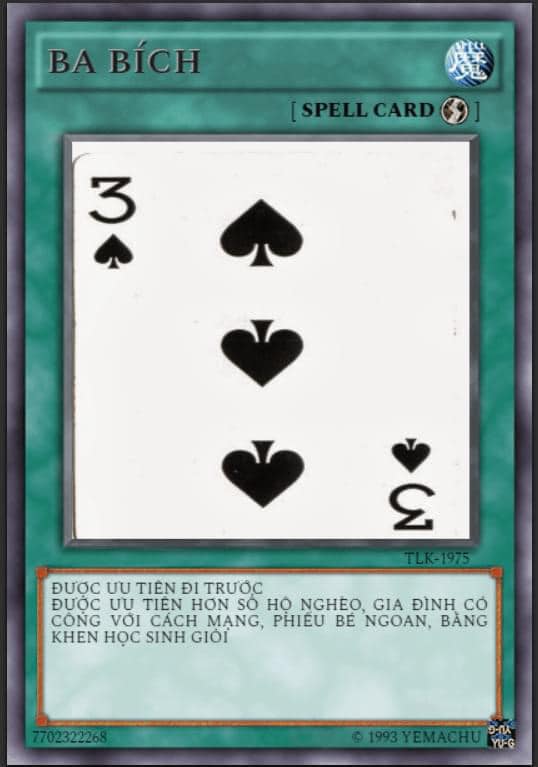 BA BÍCH
[ SPELL CARD ]
3
3
TLK-1975
ĐƯỢC ƯU TIÊN ĐI TRƯỚC
ĐƯỢC ƯU TIÊN HƠN SỔ HỘ NGHÈO, GIA ĐÌNH CÓ
CÔNG VỚI CÁCH MẠNG, PHIẾU BÉ NGOAN, BẰNG
KHEN HỌC SINH GIỎI
7702322268
© 1993 YEMACHU